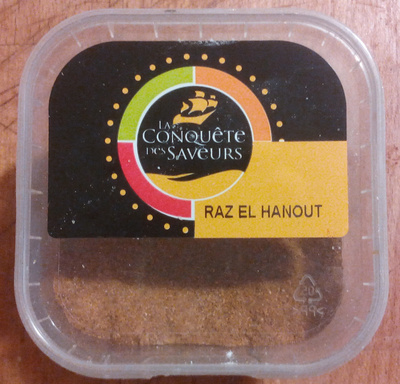 La
Conquête
des Saveurs
RAZ EL HANOUT